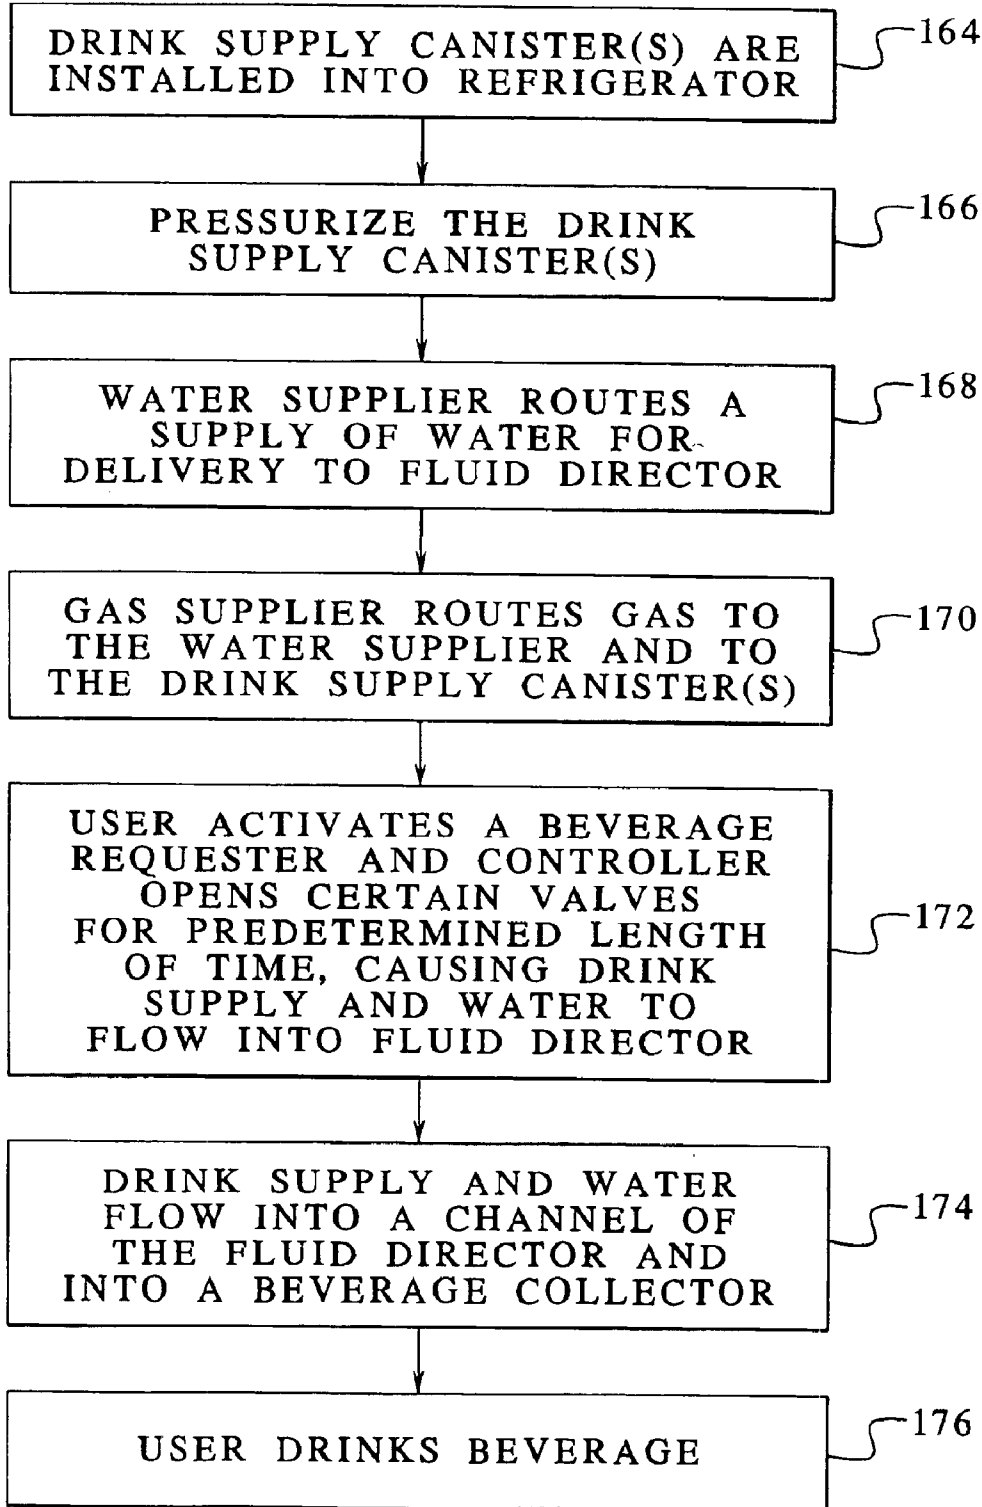 DRINK SUPPLY CANISTER(S) ARE
INSTALLED INTO REFRIGERATOR
164
PRESSURIZE THE DRINK
SUPPLY CANISTER(S)
166
WATER SUPPLIER ROUTES A
SUPPLY OF WATER FOR
DELIVERY TO FLUID DIRECTOR
168
GAS SUPPLIER ROUTES GAS TO
THE WATER SUPPLIER AND TO
THE DRINK SUPPLY CANISTER(S)
170
USER ACTIVATES A BEVERAGE
REQUESTER AND CONTROLLER
OPENS CERTAIN VALVES
FOR PREDETERMINED LENGTH
OF TIME, CAUSING DRINK
SUPPLY AND WATER TO
FLOW INTO FLUID DIRECTOR
172
DRINK SUPPLY AND WATER
FLOW INTO A CHANNEL OF
THE FLUID DIRECTOR AND
INTO A BEVERAGE COLLECTOR
174
USER DRINKS BEVERAGE
176